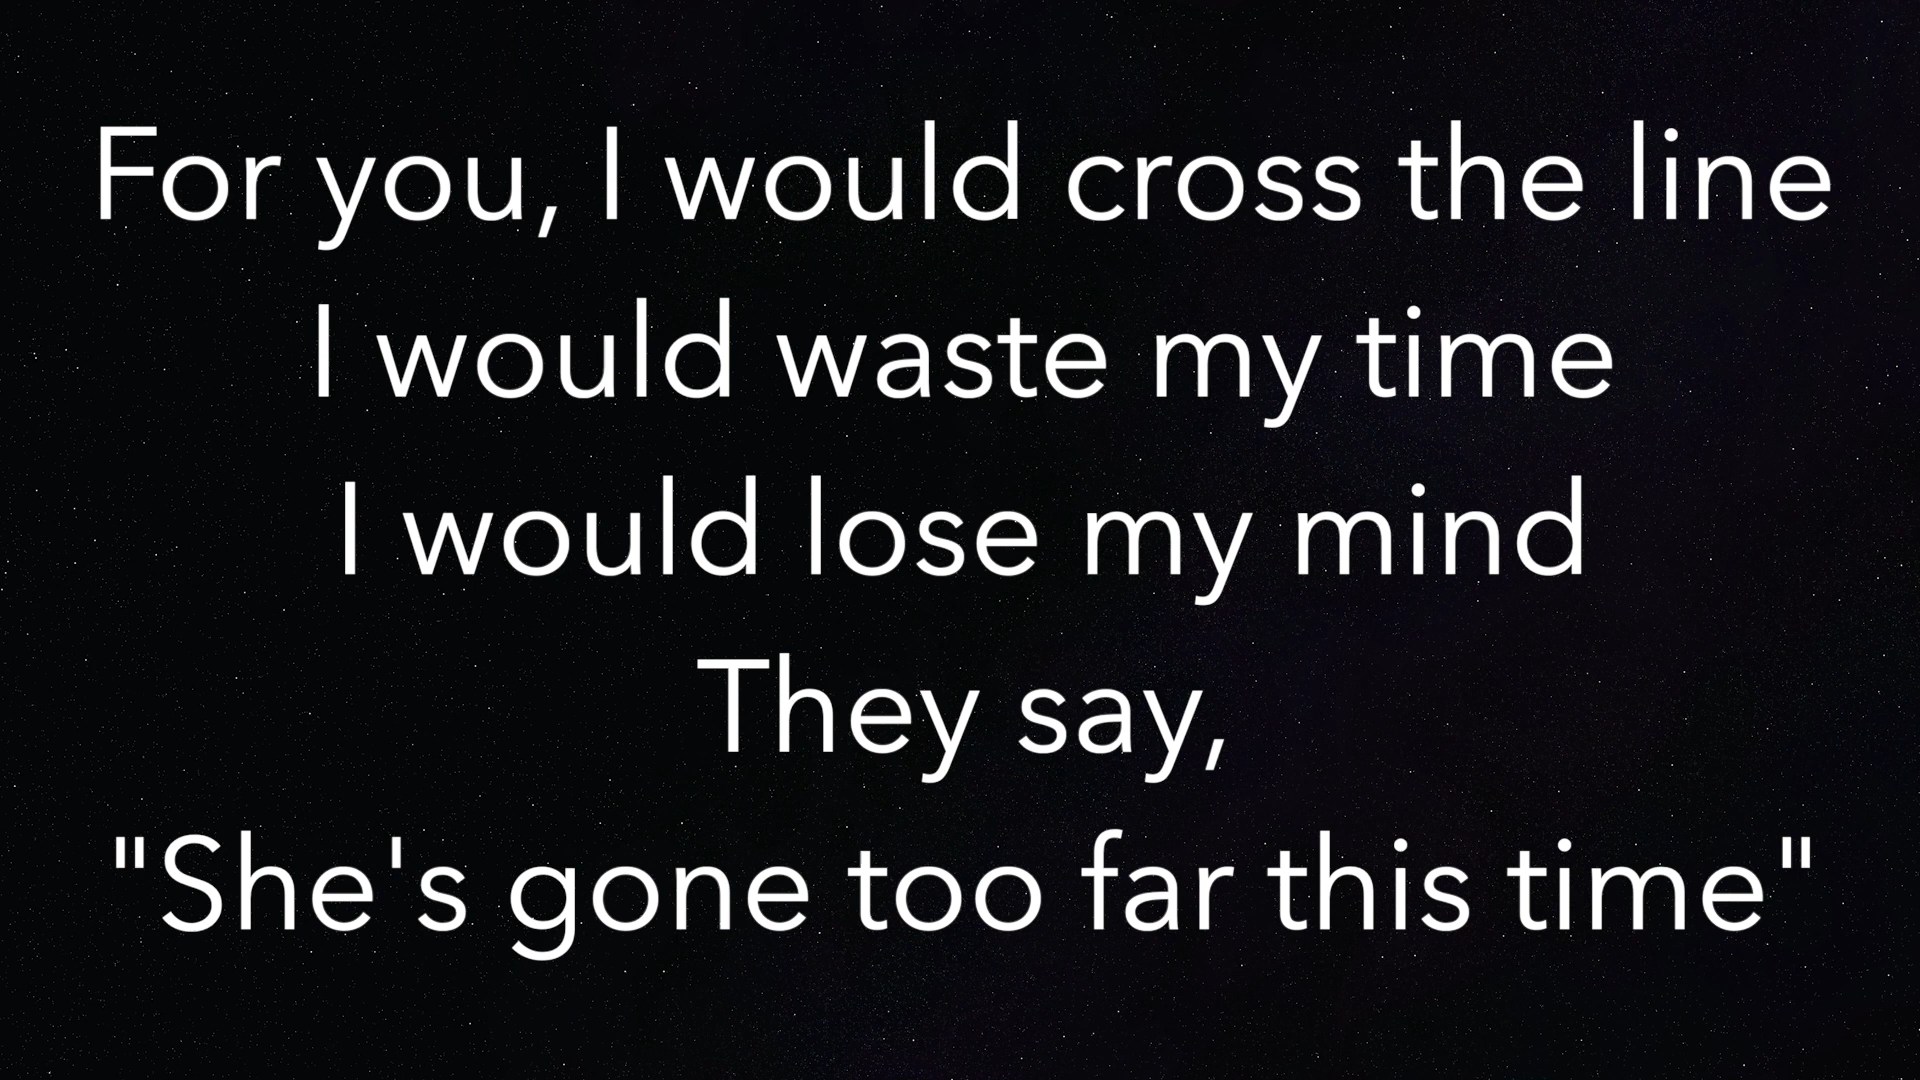 For you, I would cross the line
I would waste my time
I would lose my mind
They say,
"She's gone too far this time"